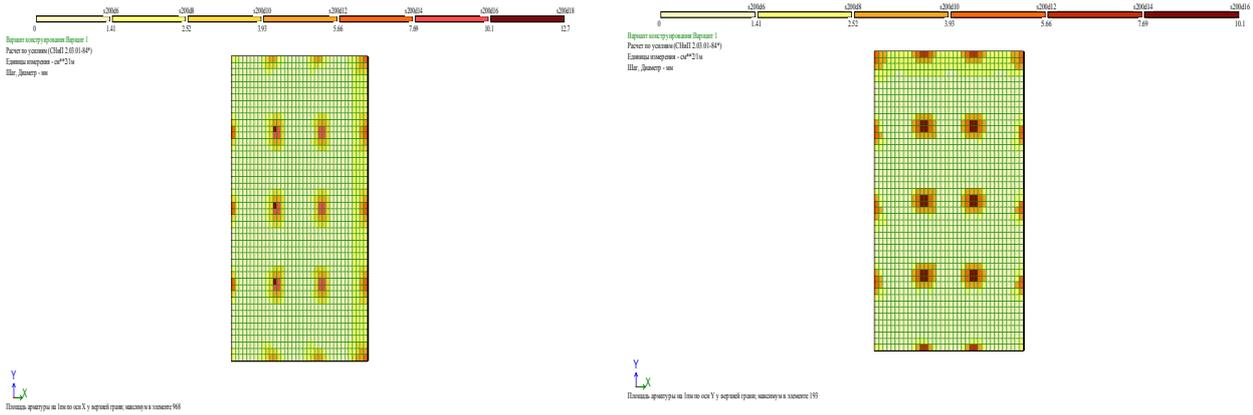 s200d6 s200d8 s200d10 s200d12 s200d14 s200d16 s200d18
0 1.41 2.52 3.93 5.66 7.69 10.1 12.7
Вариант конструирования:Вариант 1
Расчет по усилиям (СНиП 2.03.01-84*)
Единицы измерения - см**2/1м
Шаг, Диаметр - мм
Y
X
Площадь арматуры на 1пм по оси X у верхней грани; максимум в элементе 968
s200d6 s200d8 s200d10 s200d12 s200d14 s200d16
0 1.41 2.52 3.93 5.66 7.69 10.1
Вариант конструирования:Вариант 1
Расчет по усилиям (СНиП 2.03.01-84*)
Единицы измерения - см**2/1м
Шаг, Диаметр - мм
Y
X
Площадь арматуры на 1пм по оси Y у верхней грани; максимум в элементе 193